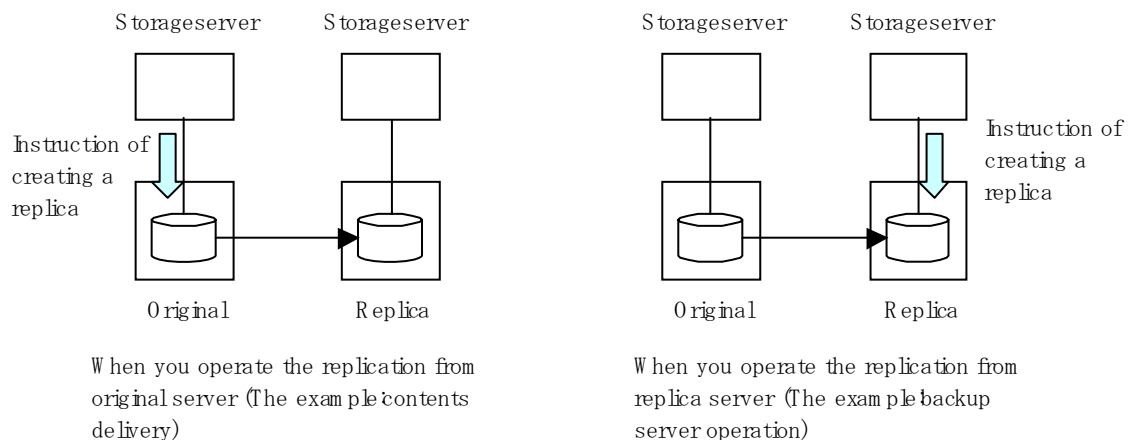 Storageserver
Storageserver
Instruction of
creating a
replica
Original
Replica
When you operate the replication from
original server (The example:contents
delivery)
Storageserver
Storageserver
Instruction of
creating a
replica
Original
Replica
When you operate the replication from
replica server (The example:backup
server operation)